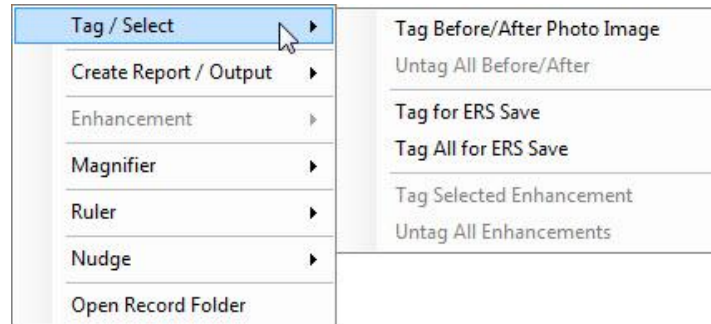 Tag / Select
Create Report / Output
Enhancement
Magnifier
Ruler
Nudge
Open Record Folder
Tag Before/After Photo Image
Untag All Before/After
Tag for ERS Save
Tag All for ERS Save
Tag Selected Enhancement
Untag All Enhancements